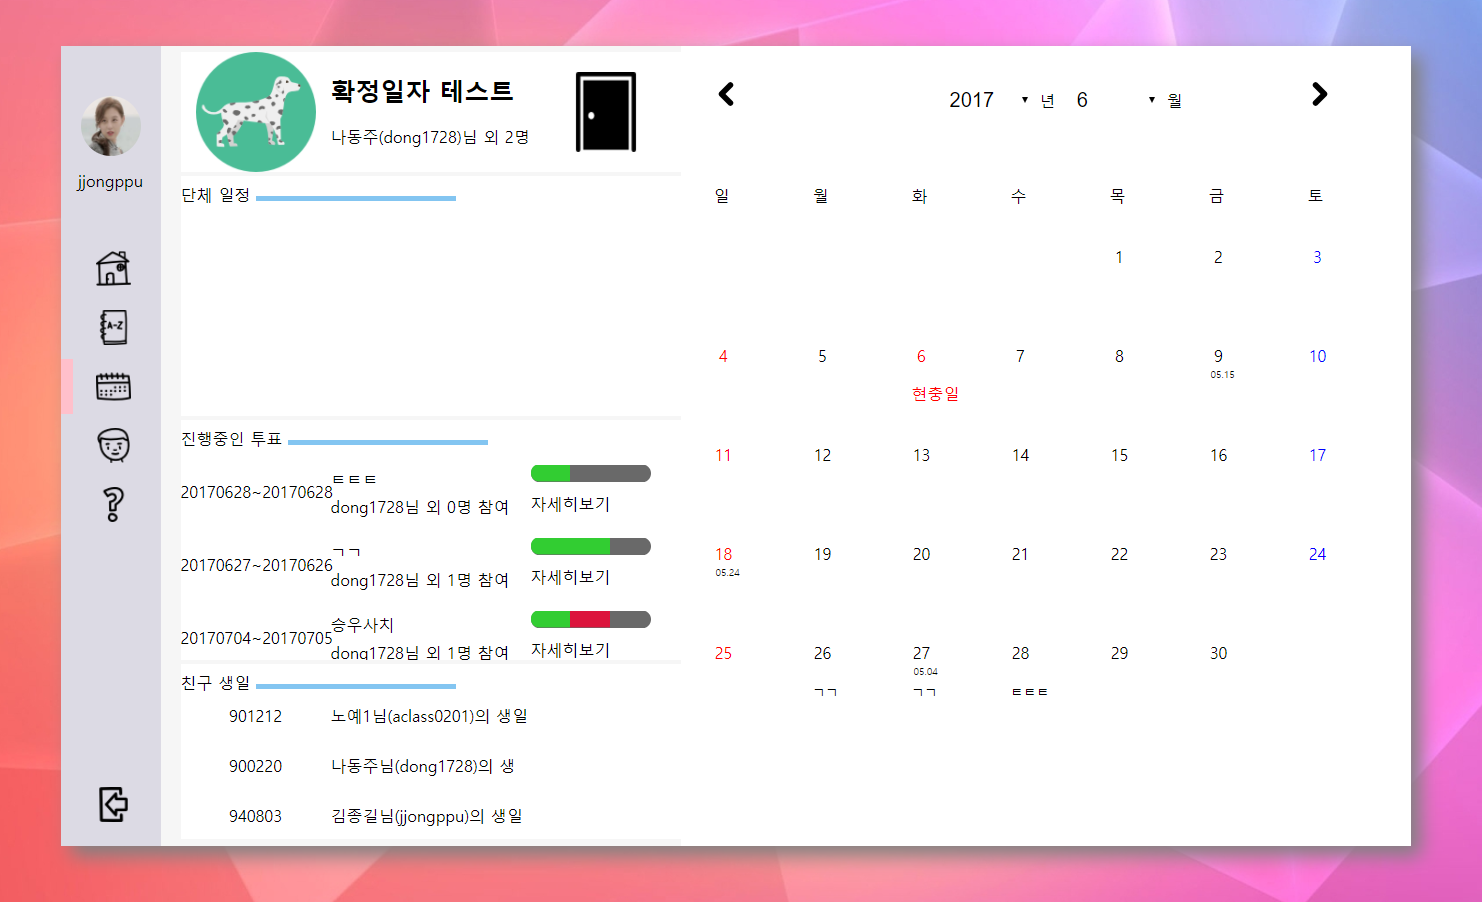 jjongppu
A-Z
확정일자 테스트
나동주(dong1728)님 외 2명
단체 일정
진행중인 투표
20170628~20170628
ㅌㅌㅌ
dong1728님 외 0명 참여
자세히보기
20170627~20170626
ㄱㄱ
dong1728님 외 1명 참여
자세히보기
20170704~20170705
승우사치
dong1728님 외 1명 참여
자세히보기
친구 생일
901212 노예1님(aclass0201)의 생일
900220 나동주님(dong1728)의 생
940803 김종길님(jjongppu)의 생일
2017 년 6 월
일 월 화 수 목 금 토
1 2 3
4 5 6 7 8 9 10
05.15
현충일
11 12 13 14 15 16 17
18 19 20 21 22 23 24
05.24
25 26 27 28 29 30
05.04
ㄱㄱ ㄱㄱ ㅌㅌㅌ